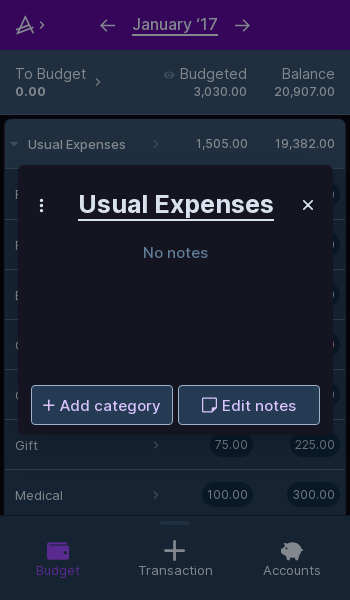 January ‘17
To Budget
0.00
Budgeted
3,030.00
Balance
20,907.00
Usual Expenses
1,505.00
19,382.00
Usual Expenses
No notes
Add category
Edit notes
Gift
75.00
225.00
Medical
100.00
300.00
Budget
Transaction
Accounts